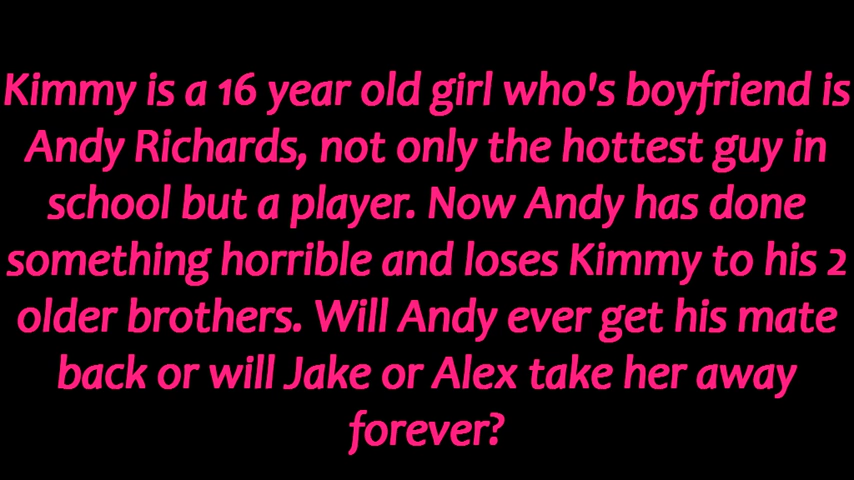 Kimmy is a 16 year old girl who's boyfriend is
Andy Richards, not only the hottest guy in
school but a player. Now Andy has done
something horrible and loses Kimmy to his 2
older brothers. Will Andy ever get his mate
back or will Jake or Alex take her away
forever?